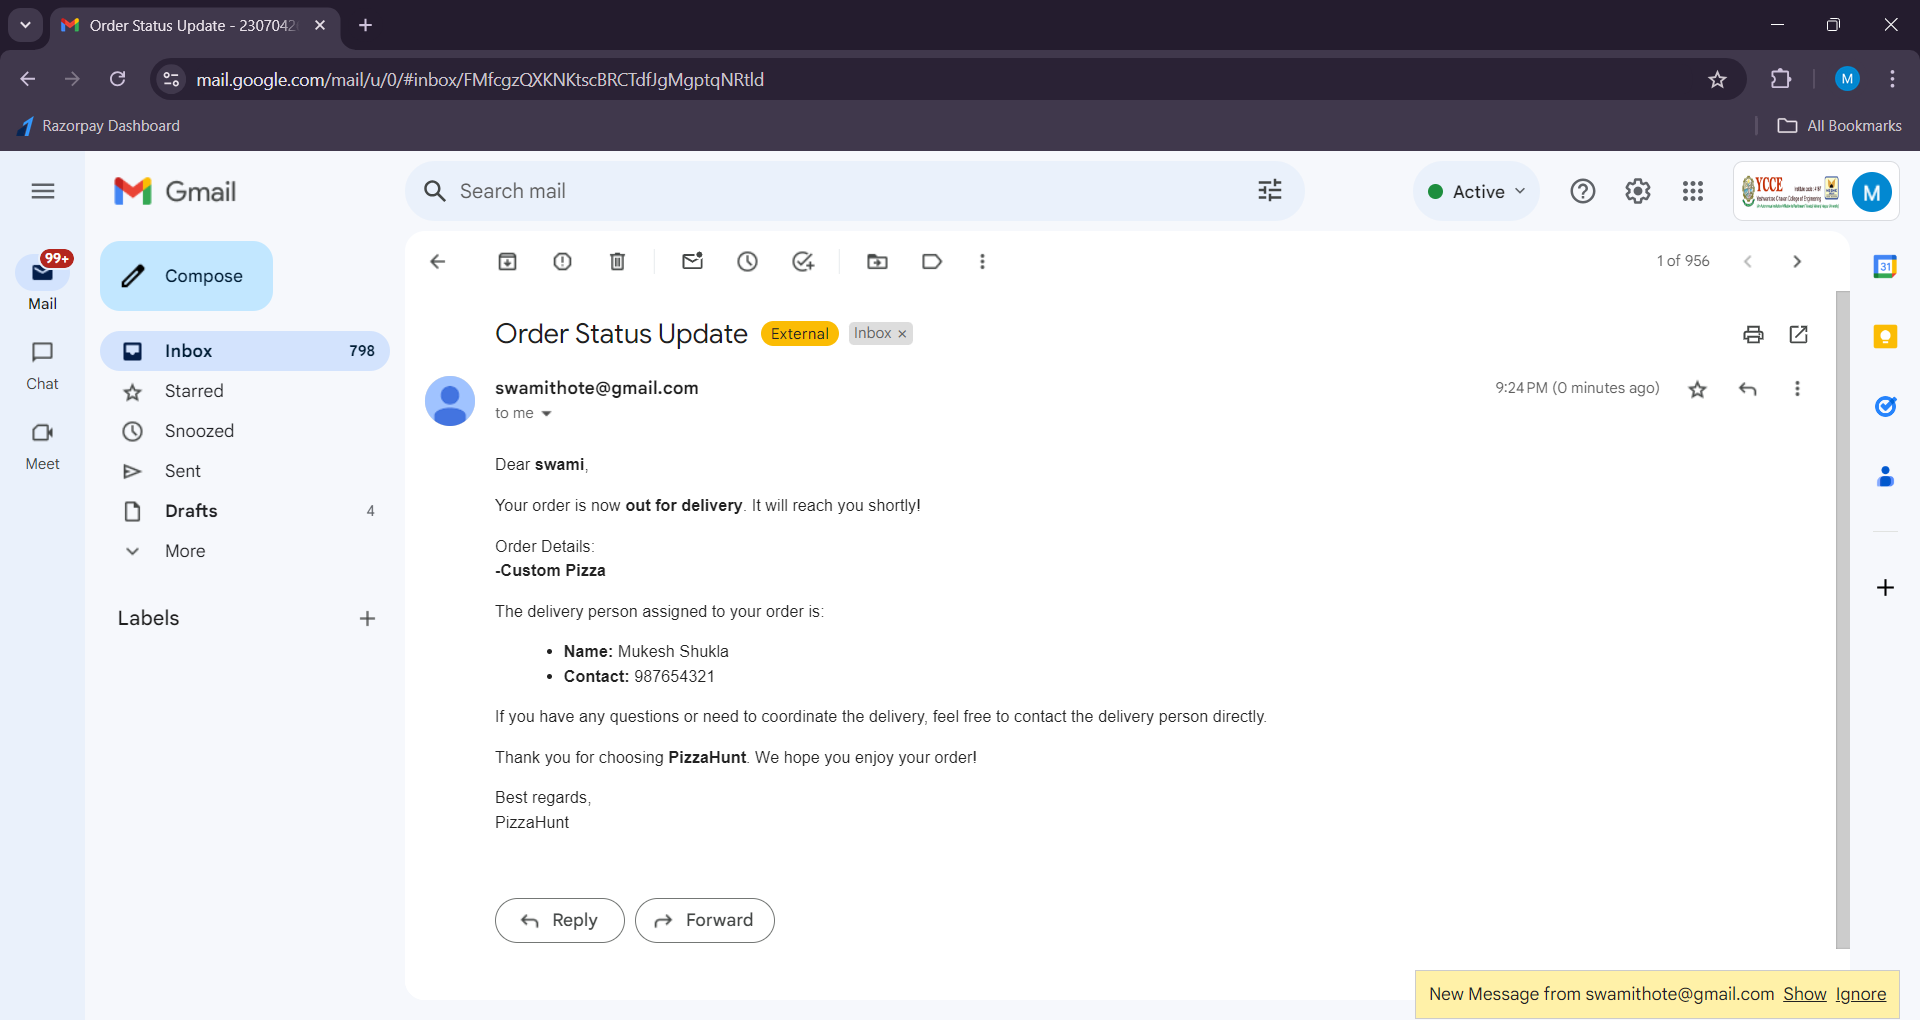 Order Status Update - 2307042
mail.google.com/mail/u/0/#inbox/FMfcgzQXKNKtscBRCTdfJgMgptqNRtld
M
Razorpay Dashboard
All Bookmarks
Gmail
Search mail
Active
YCCE
M
99+
Mail
Chat
Meet
Compose
Inbox 798
Starred
Snoozed
Sent
Drafts 4
More
Labels
1 of 956
31
Order Status Update External Inbox ×
swamithote@gmail.com
to me
9:24 PM (0 minutes ago)
Dear swami,
Your order is now out for delivery. It will reach you shortly!
Order Details:
-Custom Pizza
The delivery person assigned to your order is:
• Name: Mukesh Shukla
• Contact: 987654321
If you have any questions or need to coordinate the delivery, feel free to contact the delivery person directly.
Thank you for choosing PizzaHunt. We hope you enjoy your order!
Best regards,
PizzaHunt
Reply
Forward
New Message from swamithote@gmail.com Show Ignore